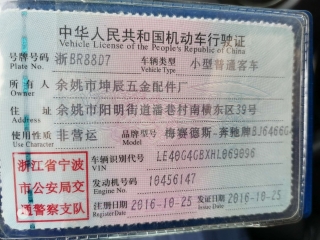 中华人民共和国机动车行驶证
Vehicle License of the People's Republic of China
号牌号码 浙BR88D7 车辆类型 小型普通客车
Plate No. Vehicle Type
所有人 余姚市坤辰五金配件厂
Owner
住址 余姚市阳明街道潘巷村南横东区39号
Address
使用性质 非营运 品牌型号 梅赛德斯-奔驰牌BJ6466G
Use Character Model
浙江省宁波市公安局交通警察支队
车辆识别代号 LE40G4GBXHL069096
VIN
发动机号码 10456147
Engine No.
注册日期 2016-10-25 发证日期 2016-10-25
Register Date Issue Date